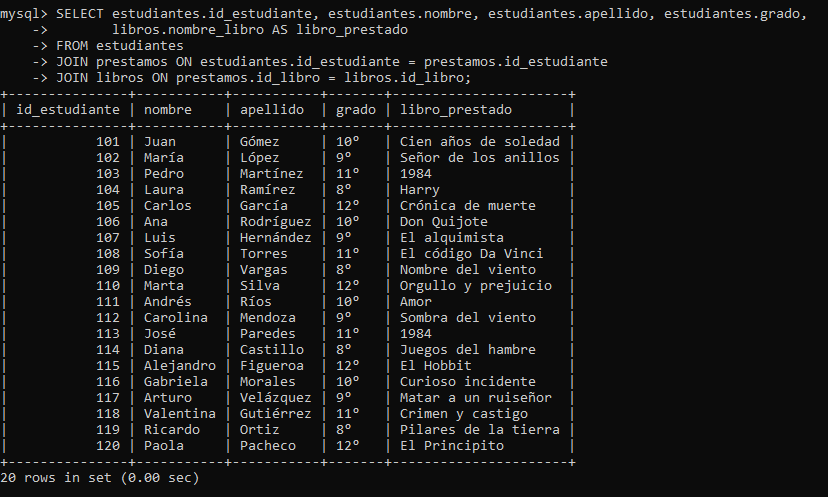 mysql> SELECT estudiantes.id_estudiante, estudiantes.nombre, estudiantes.apellido, estudiantes.grado,
    ->        libros.nombre_libro AS libro_prestado
    -> FROM estudiantes
    -> JOIN prestamos ON estudiantes.id_estudiante = prestamos.id_estudiante
    -> JOIN libros ON prestamos.id_libro = libros.id_libro;
+---------------+-----------+-----------+-------+----------------------+
| id_estudiante | nombre    | apellido  | grado | libro_prestado       |
+---------------+-----------+-----------+-------+----------------------+
|           101 | Juan      | Gómez     | 10º   | Cien años de soledad |
|           102 | María     | López     | 9º    | Señor de los anillos |
|           103 | Pedro     | Martínez  | 11º   | 1984                 |
|           104 | Laura     | Ramírez   | 8º    | Harry                |
|           105 | Carlos    | García    | 12º   | Crónica de muerte    |
|           106 | Ana       | Rodríguez | 10º   | Don Quijote          |
|           107 | Luis      | Hernández | 9º    | El alquimista        |
|           108 | Sofía     | Torres    | 11º   | El código Da Vinci   |
|           109 | Diego     | Vargas    | 8º    | Nombre del viento    |
|           110 | Marta     | Silva     | 12º   | Orgullo y prejuicio  |
|           111 | Andrés    | Ríos      | 10º   | Amor                 |
|           112 | Carolina  | Mendoza   | 9º    | Sombra del viento    |
|           113 | José      | Paredes   | 11º   | 1984                 |
|           114 | Diana     | Castillo  | 8º    | Juegos del hambre    |
|           115 | Alejandro | Figueroa  | 12º   | El Hobbit            |
|           116 | Gabriela  | Morales   | 10º   | Curioso incidente    |
|           117 | Arturo    | Velázquez | 9º    | Matar a un ruiseñor  |
|           118 | Valentina | Gutiérrez | 11º   | Crimen y castigo     |
|           119 | Ricardo   | Ortiz     | 8º    | Pilares de la tierra |
|           120 | Paola     | Pacheco   | 12º   | El Principito        |
+---------------+-----------+-----------+-------+----------------------+
20 rows in set (0.00 sec)